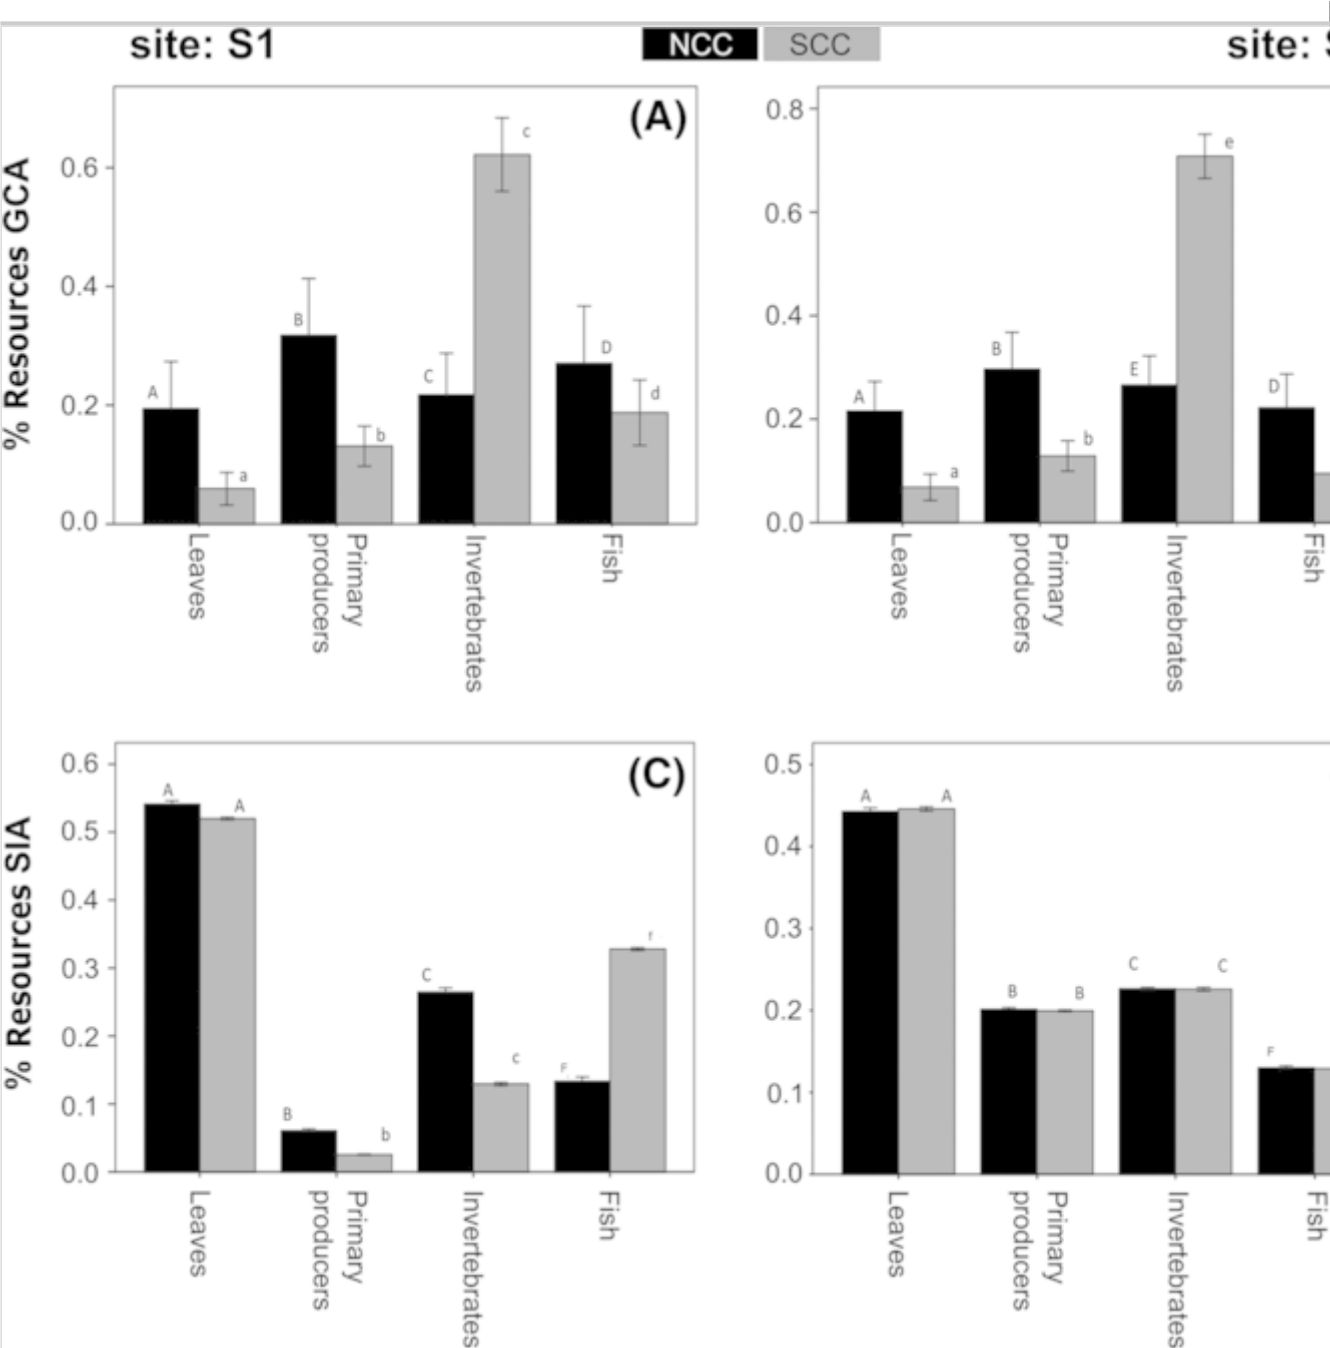 site: S1
NCC
SCC
site:
(A)
% Resources GCA
0.6
0.4
0.2
0.0
A
a
B
b
C
c
D
d
Leaves
Primary
producers
Invertebrates
Fish
0.8
0.6
0.4
0.2
0.0
A
a
B
b
E
e
D
Leaves
Primary
producers
Invertebrates
Fish
(C)
% Resources SIA
0.6
0.5
0.4
0.3
0.2
0.1
0.0
A
A
B
b
C
c
F
f
Leaves
Primary
producers
Invertebrates
Fish
0.5
0.4
0.3
0.2
0.1
0.0
A
A
B
B
C
C
F
Leaves
Primary
producers
Invertebrates
Fish